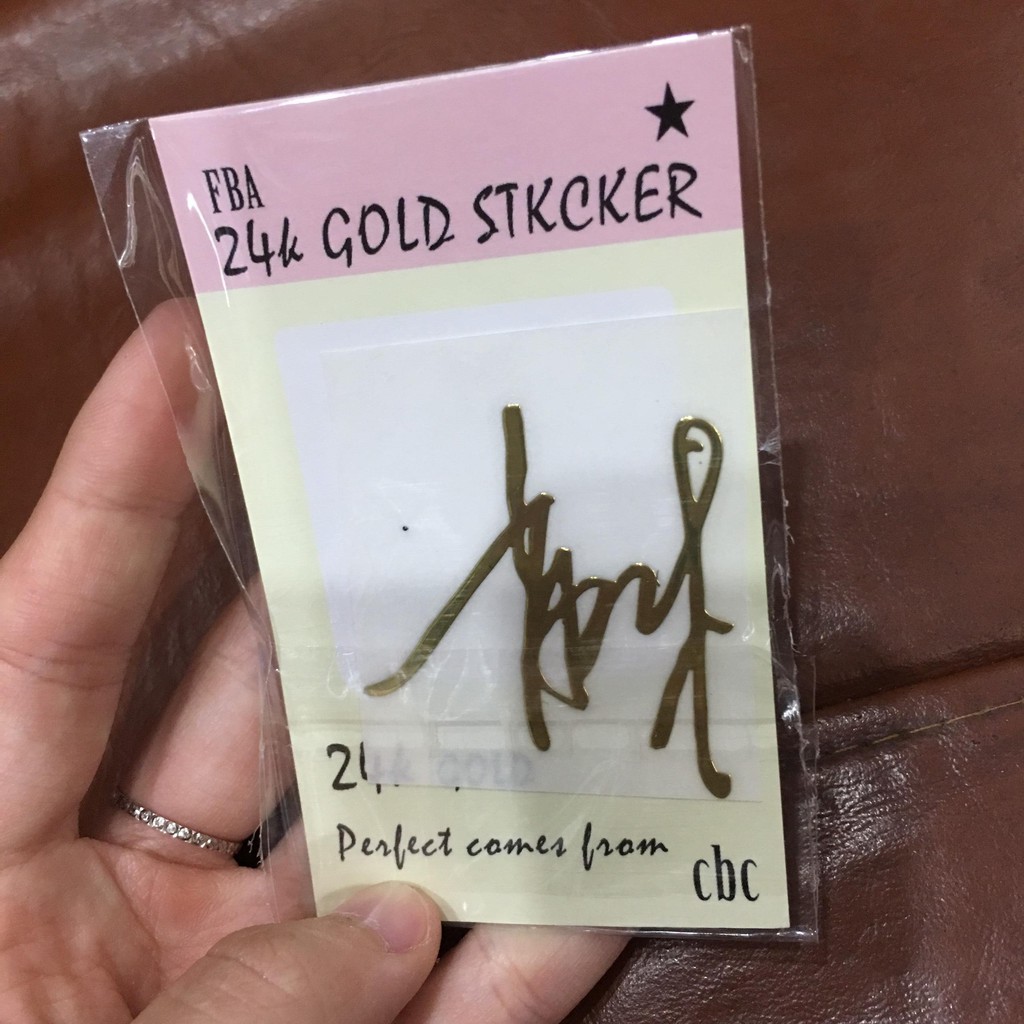 FBA
24k GOLD STKCKER
24k GOLD
Perfect comes from
cbc